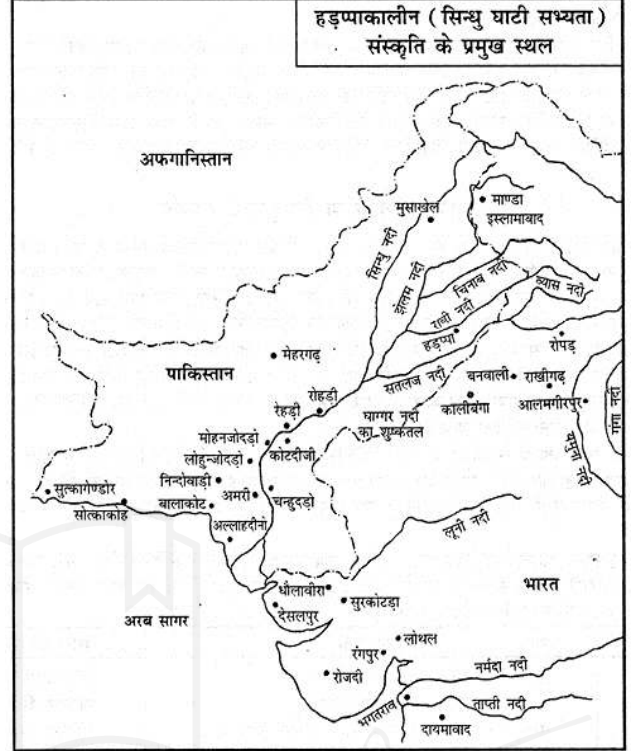 हड़प्पाकालीन ( सिन्धु घाटी सभ्यता )
संस्कृति के प्रमुख स्थल
अफगानिस्तान
मुसाखेल
माण्डा
इस्लामावाद
सिन्धु नदी
झेलम नदी
चिनाब नदी
व्यास नदी
रावी नदी
हड़प्पा
रोपड़
मेहरगढ़
पाकिस्तान
सतलज नदी
बनवाली
राखीगढ़
रोहड़ी
रेहड़ी
घाग्गर नदी
का शुष्कतल
कालीबंगा
आलमगीरपुर
गंगा नदी
यमुना नदी
मोहनजोदड़ो
कोटदीजी
लोहुन्जोदड़ो
निन्दोवाड़ी
सुत्कागेण्डोर
अमरी
चन्हुदड़ो
बालाकोट
सोत्काकोह
अल्लाहदीनो
लूनी नदी
धौलावीरा
सुरकोटड़ा
भारत
देसलपुर
अरब सागर
लोथल
रंगपुर
रोजदी
नर्मदा नदी
भगतराव
ताप्ती नदी
दायमावाद